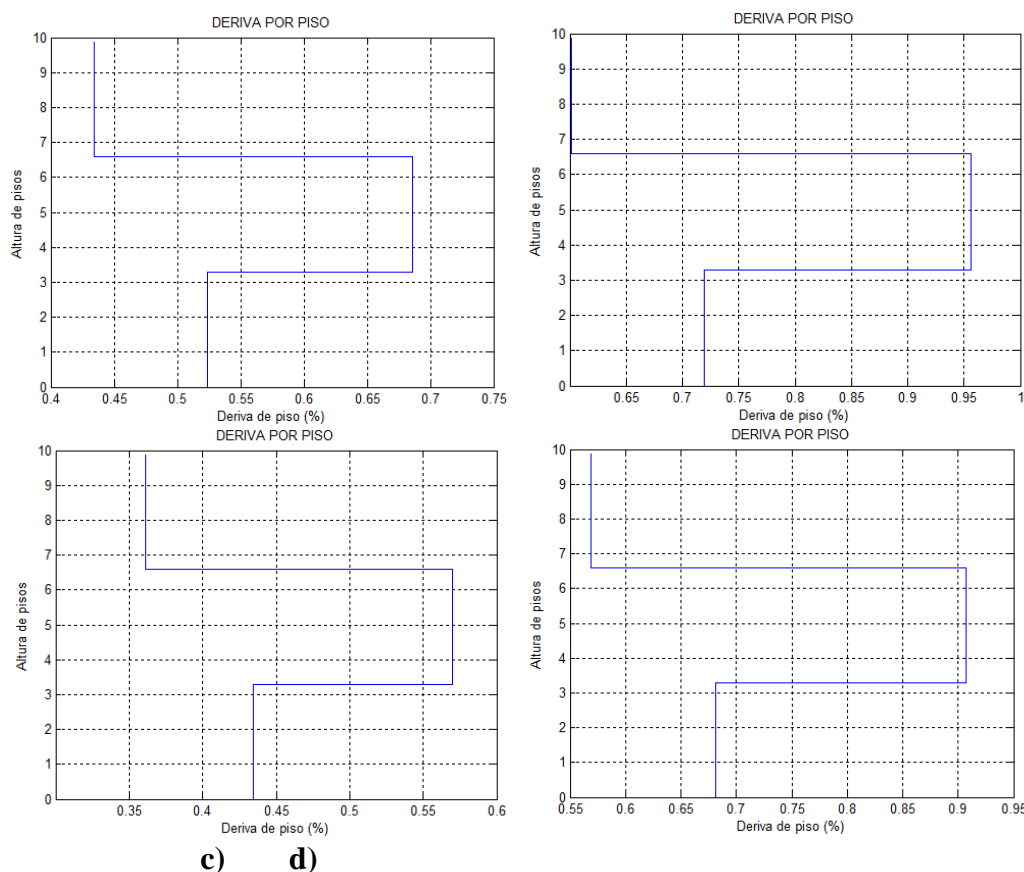 DERIVA POR PISO
Altura de pisos
10
9
8
7
6
5
4
3
2
1
0
0.4 0.45 0.5 0.55 0.6 0.65 0.7 0.75
Deriva de piso (%)
DERIVA POR PISO
Altura de pisos
10
9
8
7
6
5
4
3
2
1
0
0.65 0.7 0.75 0.8 0.85 0.9 0.95 1
Deriva de piso (%)
DERIVA POR PISO
Altura de pisos
10
9
8
7
6
5
4
3
2
1
0
0.35 0.4 0.45 0.5 0.55 0.6
Deriva de piso (%)
DERIVA POR PISO
Altura de pisos
10
9
8
7
6
5
4
3
2
1
0
0.55 0.6 0.65 0.7 0.75 0.8 0.85 0.9 0.95
Deriva de piso (%)
c) d)